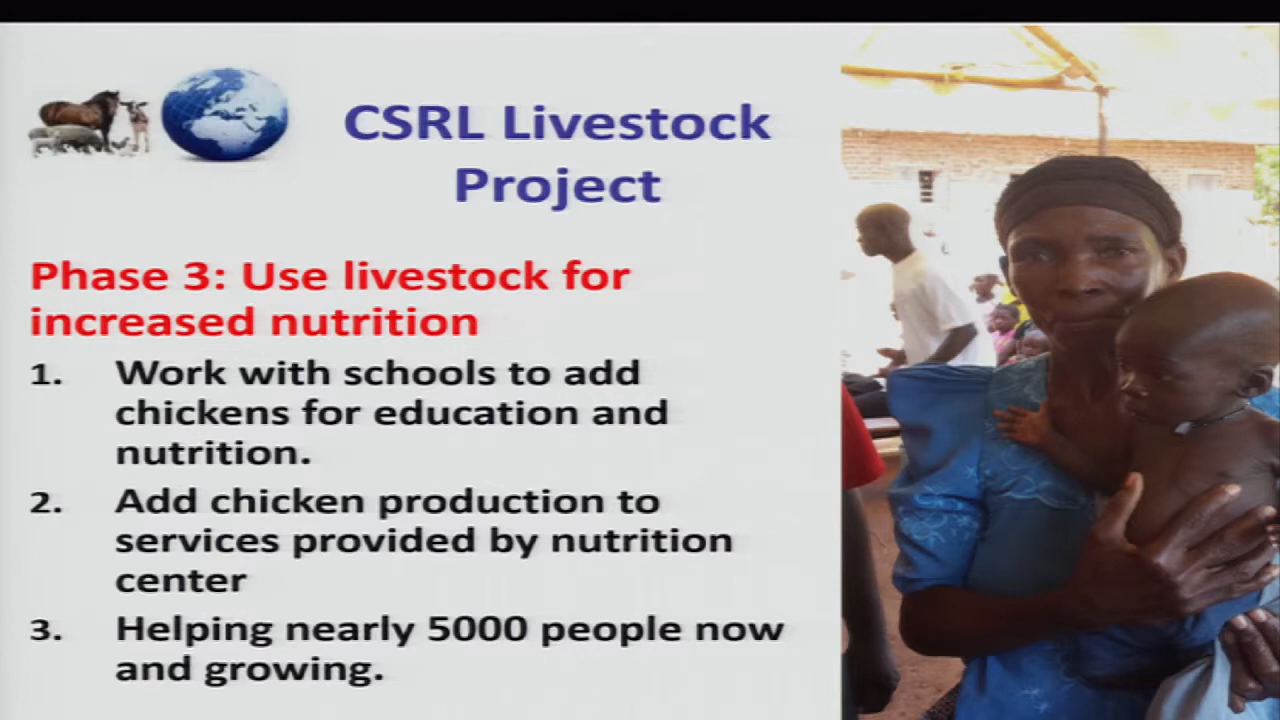 CSRL Livestock
Project
Phase 3: Use livestock for
increased nutrition
1. Work with schools to add
chickens for education and
nutrition.
2. Add chicken production to
services provided by nutrition
center
3. Helping nearly 5000 people now
and growing.